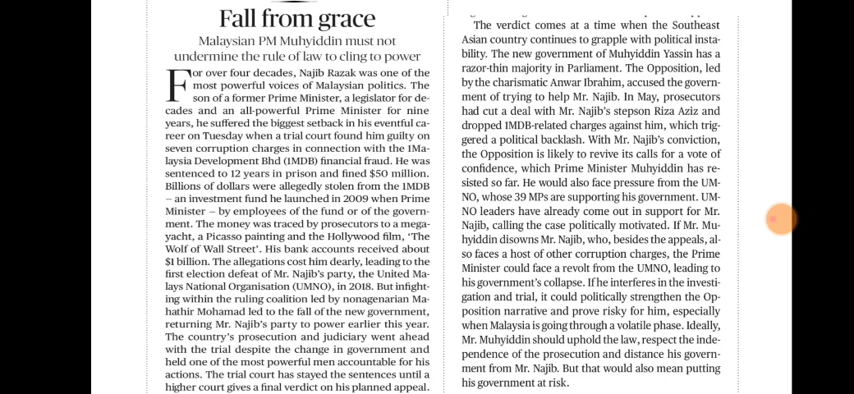 Fall from grace
Malaysian PM Muhyiddin must not
undermine the rule of law to cling to power
For over four decades, Najib Razak was one of the
most powerful voices of Malaysian politics. The
son of a former Prime Minister, a legislator for de-
cades and an all-powerful Prime Minister for nine
years, he suffered the biggest setback in his eventful ca-
reer on Tuesday when a trial court found him guilty on
seven corruption charges in connection with the 1Ma-
laysia Development Bhd (1MDB) financial fraud. He was
sentenced to 12 years in prison and fined $50 million.
Billions of dollars were allegedly stolen from the 1MDB
– an investment fund he launched in 2009 when Prime
Minister – by employees of the fund or of the govern-
ment. The money was traced by prosecutors to a mega-
yacht, a Picasso painting and the Hollywood film, ‘The
Wolf of Wall Street’. His bank accounts received about
$1 billion. The allegations cost him dearly, leading to the
first election defeat of Mr. Najib’s party, the United Ma-
lays National Organisation (UMNO), in 2018. But infight-
ing within the ruling coalition led by nonagenarian Ma-
hathir Mohamad led to the fall of the new government,
returning Mr. Najib’s party to power earlier this year.
The country’s prosecution and judiciary went ahead
with the trial despite the change in government and
held one of the most powerful men accountable for his
actions. The trial court has stayed the sentences until a
higher court gives a final verdict on his planned appeal.
The verdict comes at a time when the Southeast
Asian country continues to grapple with political insta-
bility. The new government of Muhyiddin Yassin has a
razor-thin majority in Parliament. The Opposition, led
by the charismatic Anwar Ibrahim, accused the govern-
ment of trying to help Mr. Najib. In May, prosecutors
had cut a deal with Mr. Najib’s stepson Riza Aziz and
dropped 1MDB-related charges against him, which trig-
gered a political backlash. With Mr. Najib’s conviction,
the Opposition is likely to revive its calls for a vote of
confidence, which Prime Minister Muhyiddin has re-
sisted so far. He would also face pressure from the UM-
NO, whose 39 MPs are supporting his government. UM-
NO leaders have already come out in support for Mr.
Najib, calling the case politically motivated. If Mr. Mu-
hyiddin disowns Mr. Najib, who, besides the appeals, al-
so faces a host of other corruption charges, the Prime
Minister could face a revolt from the UMNO, leading to
his government’s collapse. If he interferes in the investi-
gation and trial, it could politically strengthen the Op-
position narrative and prove risky for him, especially
when Malaysia is going through a volatile phase. Ideally,
Mr. Muhyiddin should uphold the law, respect the inde-
pendence of the prosecution and distance his govern-
ment from Mr. Najib. But that would also mean putting
his government at risk.